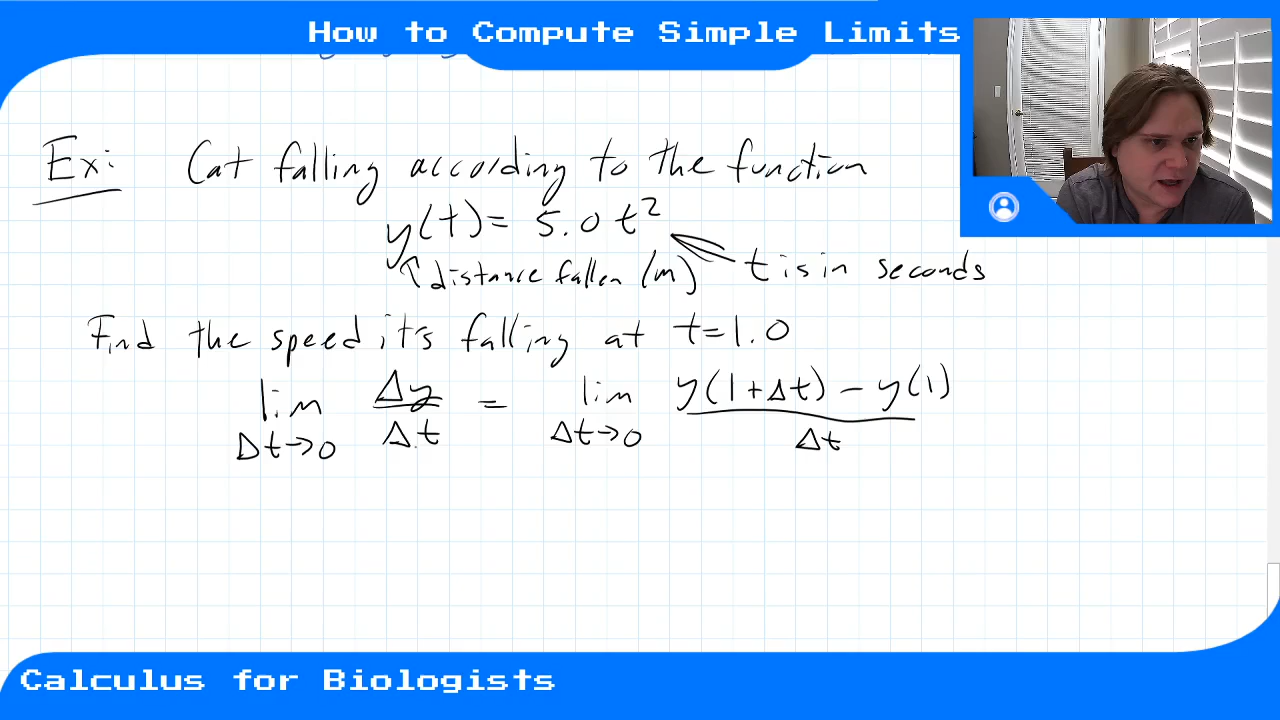 How to Compute Simple Limits
Ex: Cat falling according to the function
y(t) = 5.0 t²
↑ distance fallen (m)
t is in seconds
Find the speed it's falling at t=1.0
lim Δt→0 Δy/Δt = lim Δt→0 (y(1+Δt) − y(1))/Δt
Calculus for Biologists